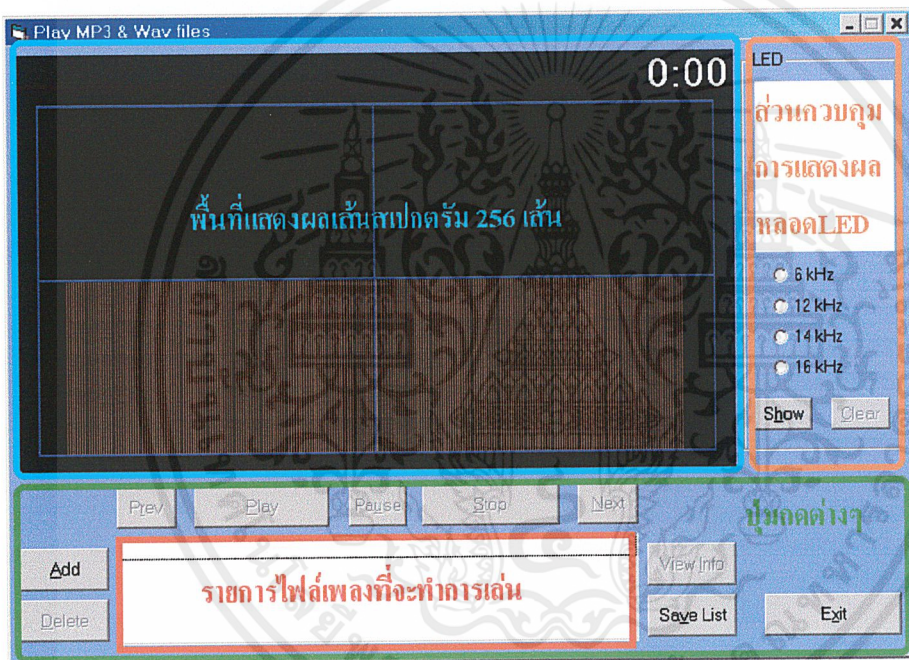 Play MP3 & Wav files
0:00
LED
ส่วนควบคุม
การแสดงผล
หลอดLED
พื้นที่แสดงผลเส้นสเปกตรัม 256 เส้น
6 kHz
12 kHz
14 kHz
16 kHz
Show
Clear
Prev
Play
Pause
Stop
Next
ปุ่มกดต่างๆ
Add
รายการไฟล์เพลงที่จะทำการเล่น
View Info
Delete
Save List
Exit